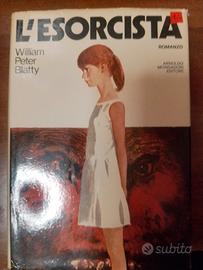 L'ESORCISTA
William
Peter
Blatty
ROMANZO
ARNOLDO
MONDADORI
EDITORE
subito